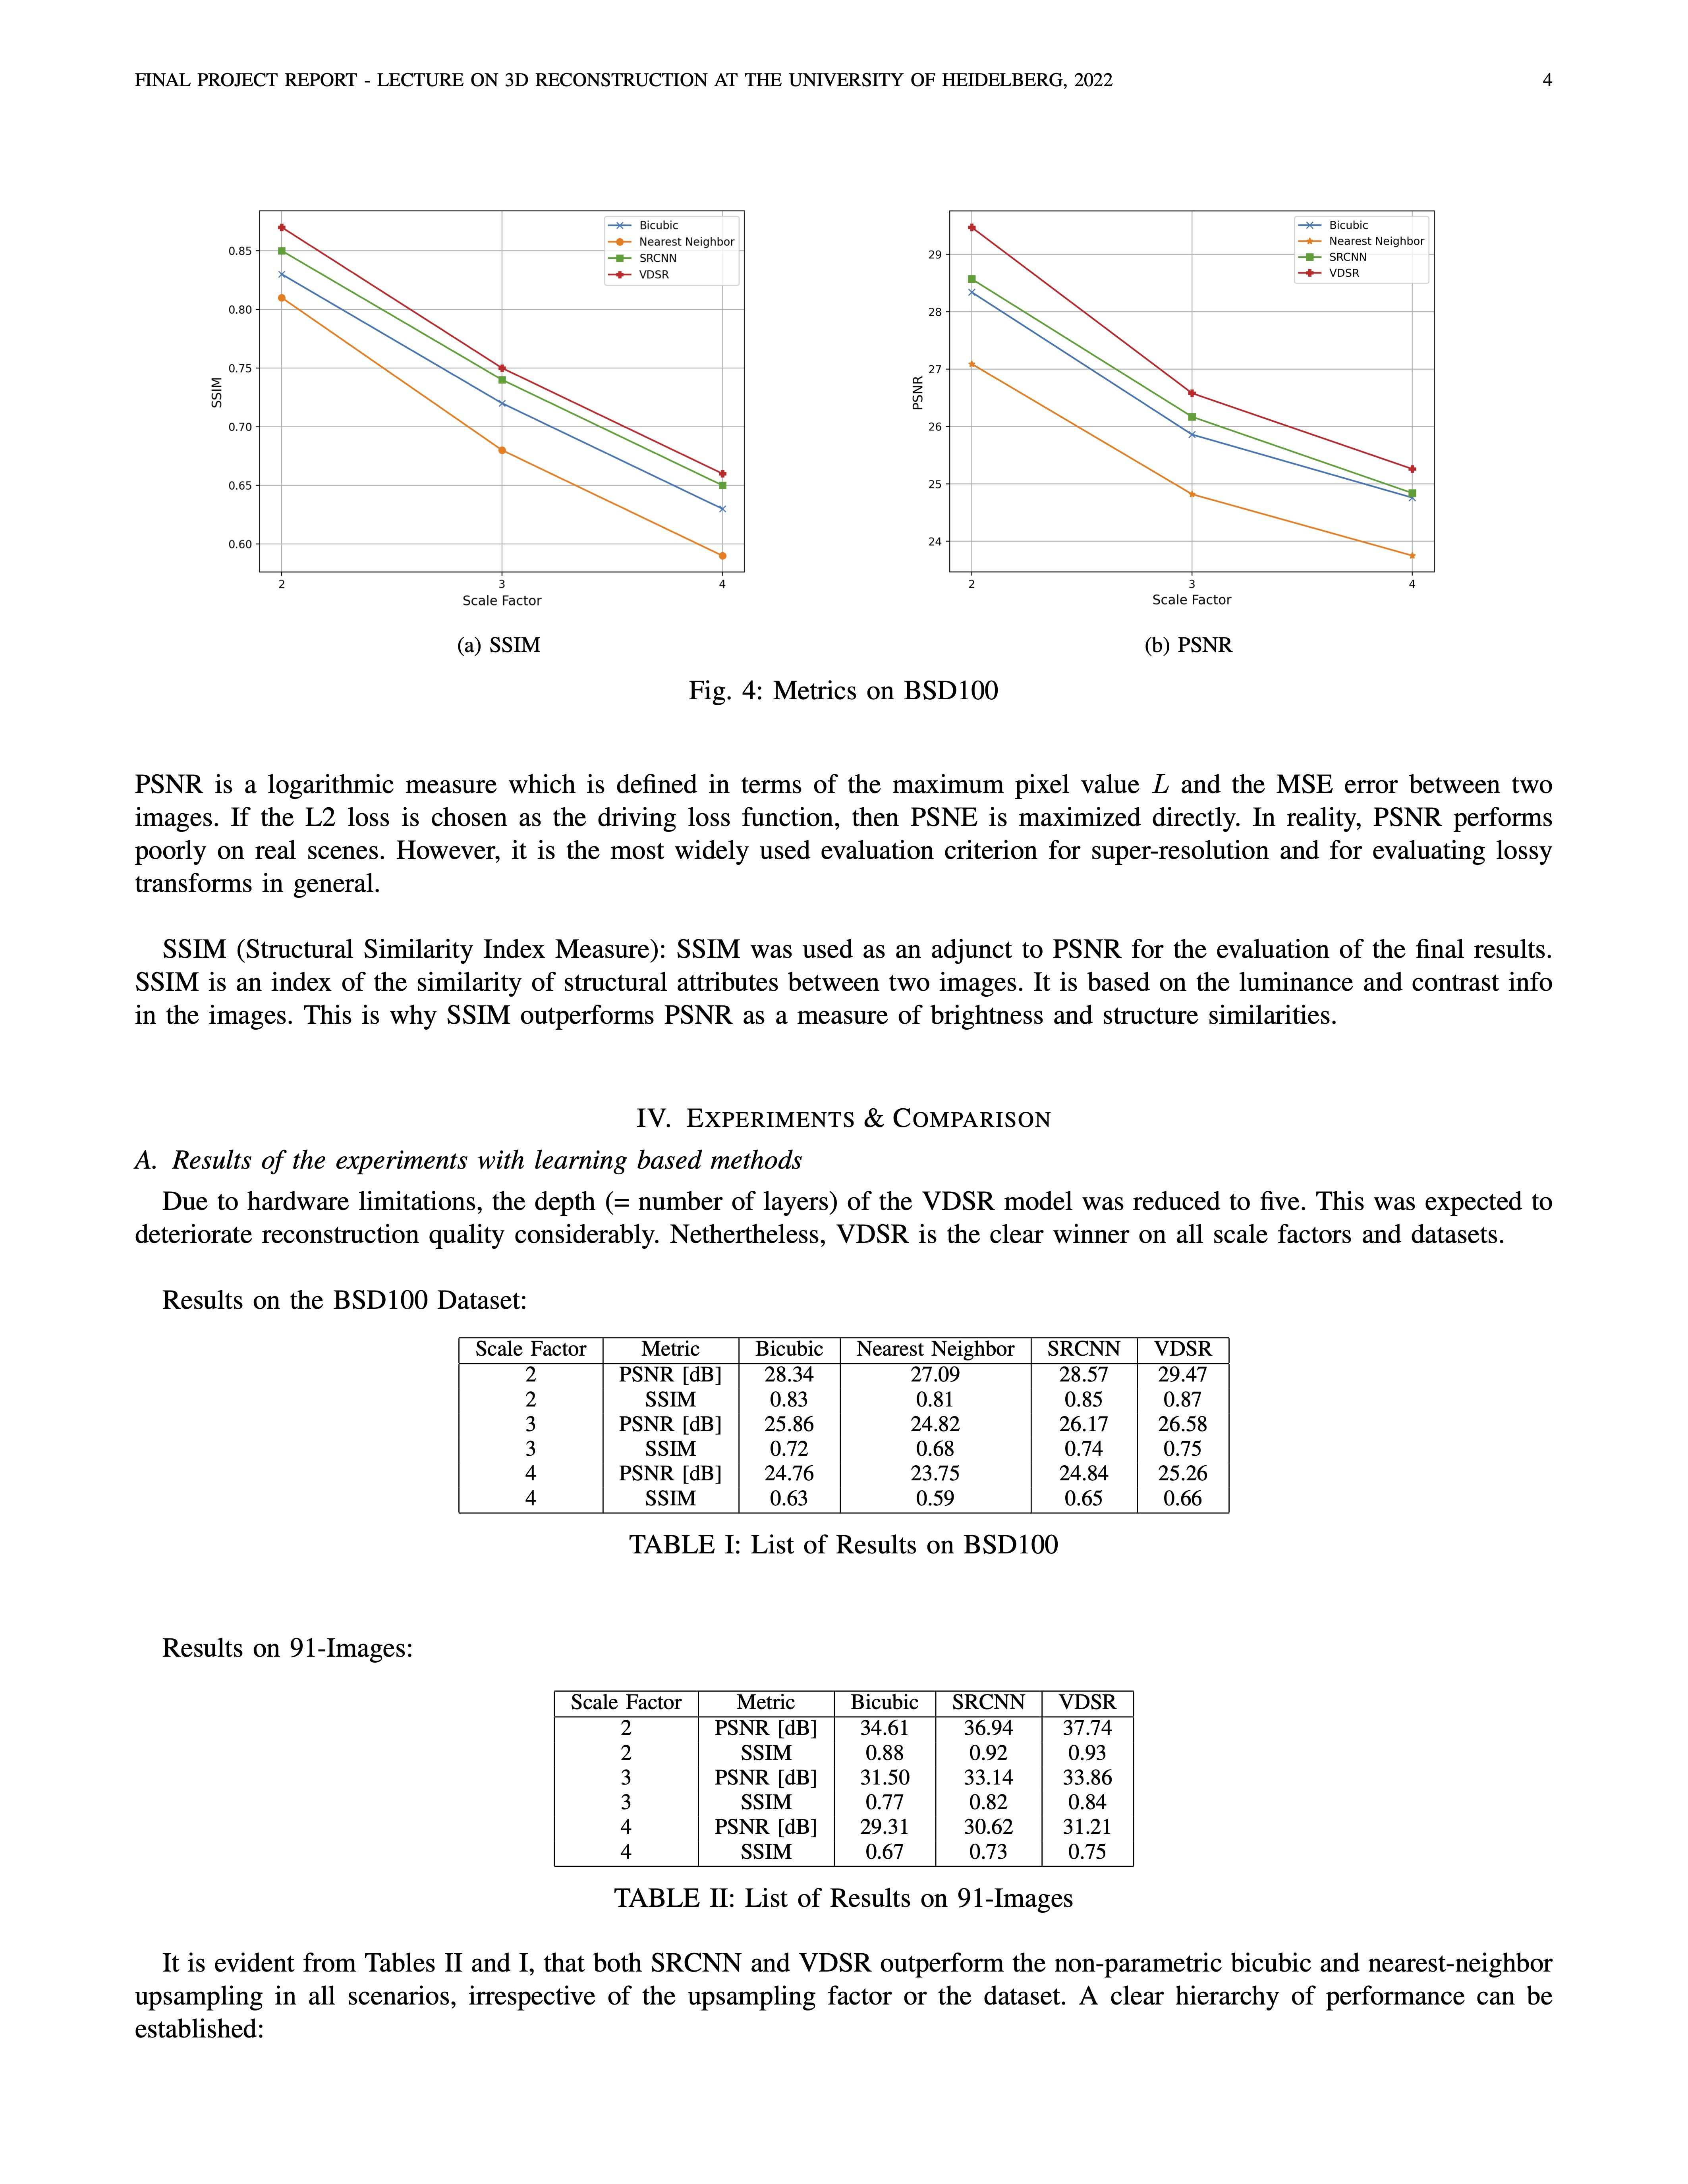 FINAL PROJECT REPORT - LECTURE ON 3D RECONSTRUCTION AT THE UNIVERSITY OF HEIDELBERG, 2022 4
Bicubic
Nearest Neighbor
SRCNN
VDSR
0.85
0.80
0.75
0.70
0.65
0.60
SSIM
2 3 4
Scale Factor
(a) SSIM
Bicubic
Nearest Neighbor
SRCNN
VDSR
29
28
27
26
25
24
PSNR
2 3 4
Scale Factor
(b) PSNR
Fig. 4: Metrics on BSD100
PSNR is a logarithmic measure which is defined in terms of the maximum pixel value L and the MSE error between two
images. If the L2 loss is chosen as the driving loss function, then PSNE is maximized directly. In reality, PSNR performs
poorly on real scenes. However, it is the most widely used evaluation criterion for super-resolution and for evaluating lossy
transforms in general.
SSIM (Structural Similarity Index Measure): SSIM was used as an adjunct to PSNR for the evaluation of the final results.
SSIM is an index of the similarity of structural attributes between two images. It is based on the luminance and contrast info
in the images. This is why SSIM outperforms PSNR as a measure of brightness and structure similarities.
IV. EXPERIMENTS & COMPARISON
A. Results of the experiments with learning based methods
Due to hardware limitations, the depth (= number of layers) of the VDSR model was reduced to five. This was expected to
deteriorate reconstruction quality considerably. Nethertheless, VDSR is the clear winner on all scale factors and datasets.
Results on the BSD100 Dataset:
Scale Factor Metric Bicubic Nearest Neighbor SRCNN VDSR
2 PSNR [dB] 28.34 27.09 28.57 29.47
2 SSIM 0.83 0.81 0.85 0.87
3 PSNR [dB] 25.86 24.82 26.17 26.58
3 SSIM 0.72 0.68 0.74 0.75
4 PSNR [dB] 24.76 23.75 24.84 25.26
4 SSIM 0.63 0.59 0.65 0.66
TABLE I: List of Results on BSD100
Results on 91-Images:
Scale Factor Metric Bicubic SRCNN VDSR
2 PSNR [dB] 34.61 36.94 37.74
2 SSIM 0.88 0.92 0.93
3 PSNR [dB] 31.50 33.14 33.86
3 SSIM 0.77 0.82 0.84
4 PSNR [dB] 29.31 30.62 31.21
4 SSIM 0.67 0.73 0.75
TABLE II: List of Results on 91-Images
It is evident from Tables II and I, that both SRCNN and VDSR outperform the non-parametric bicubic and nearest-neighbor
upsampling in all scenarios, irrespective of the upsampling factor or the dataset. A clear hierarchy of performance can be
established: